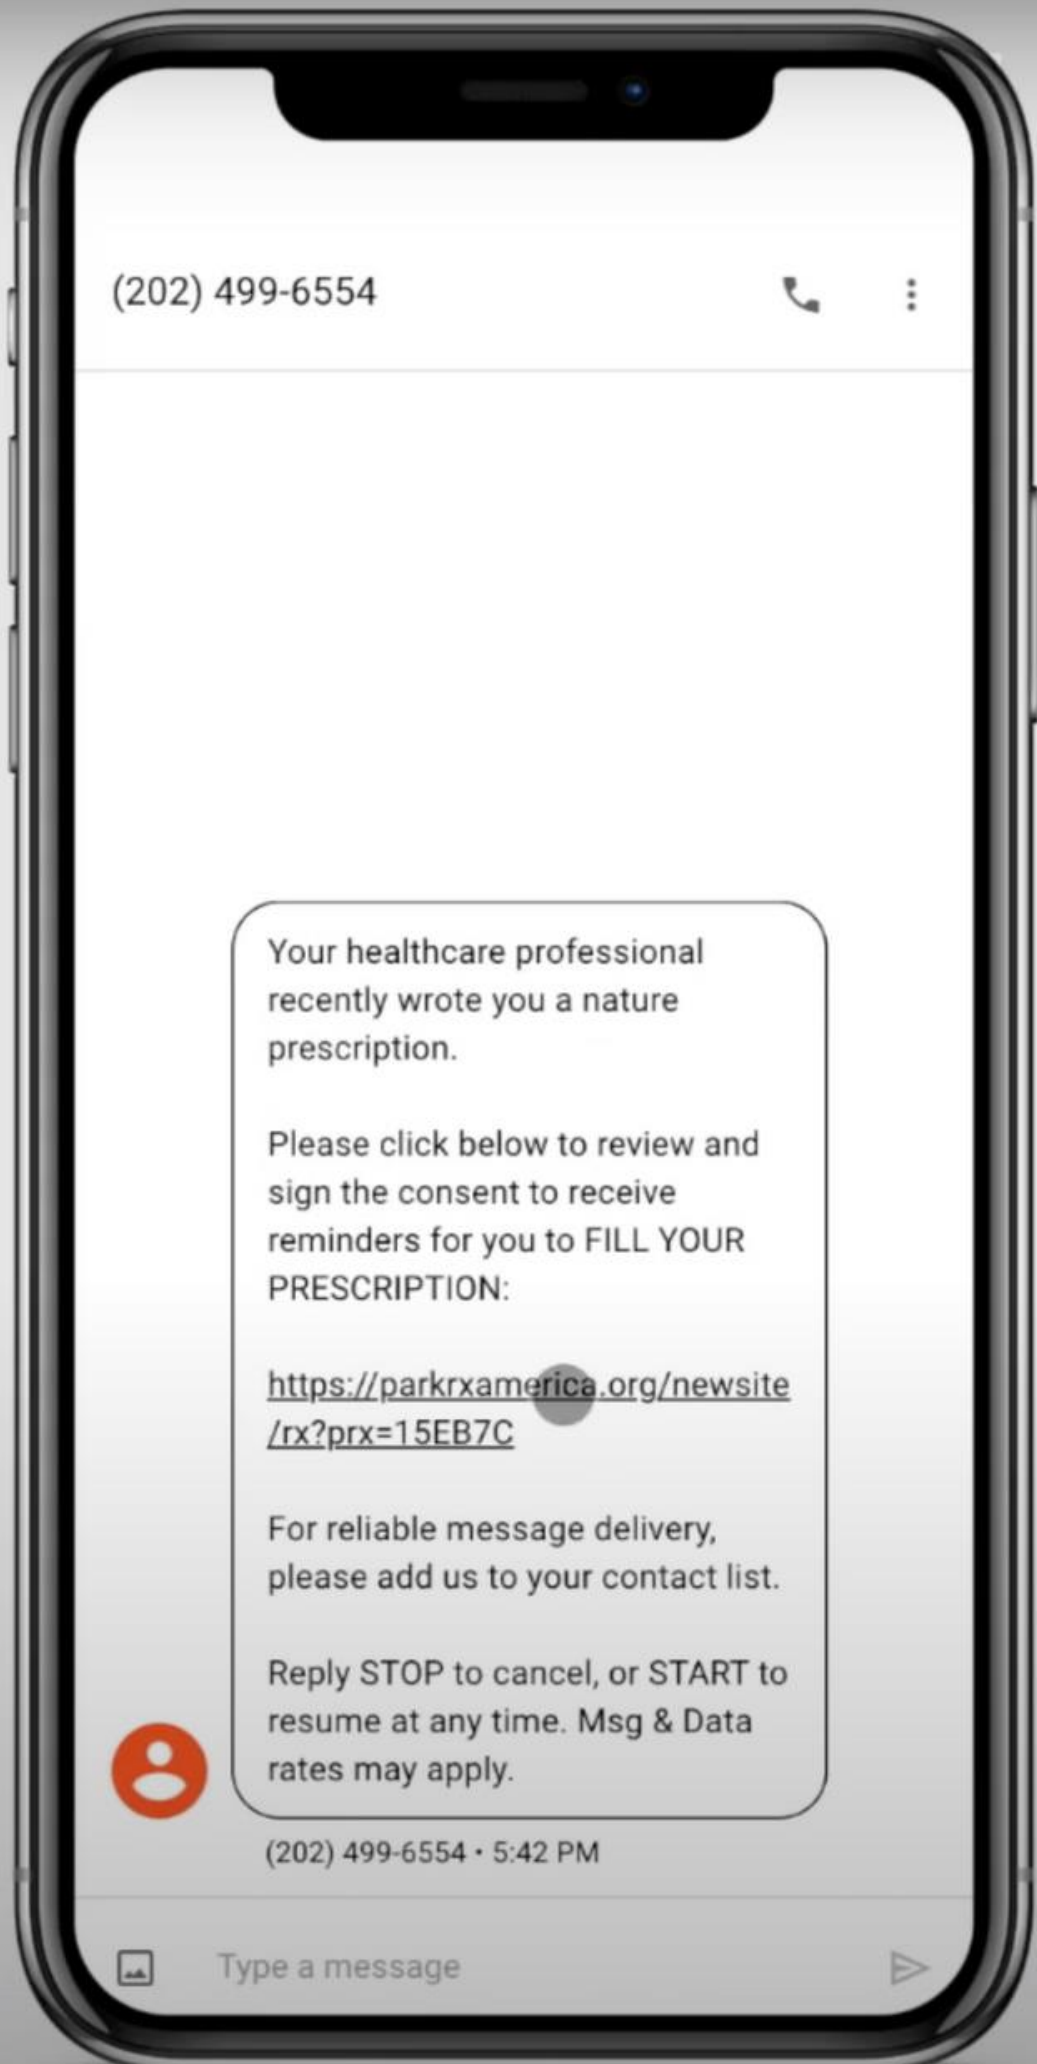 (202) 499-6554
Your healthcare professional
recently wrote you a nature
prescription.
Please click below to review and
sign the consent to receive
reminders for you to FILL YOUR
PRESCRIPTION:
https://parkrxamerica.org/newsite
/rx?prx=15EB7C
For reliable message delivery,
please add us to your contact list.
Reply STOP to cancel, or START to
resume at any time. Msg & Data
rates may apply.
(202) 499-6554 • 5:42 PM
Type a message